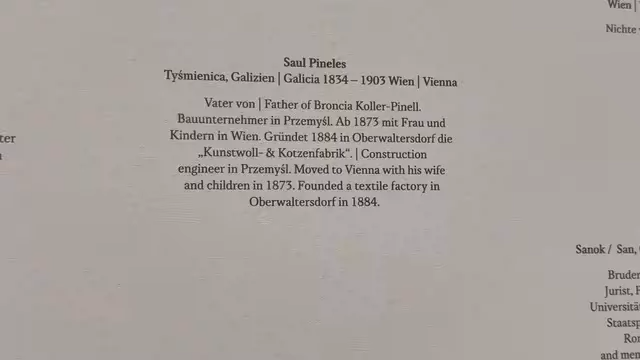 Wien |
Nichte
Saul Pineles
Tyśmienica, Galizien | Galicia 1834 – 1903 Wien | Vienna
Vater von | Father of Broncia Koller-Pinell.
Bauunternehmer in Przemyśl. Ab 1873 mit Frau und
Kindern in Wien. Gründet 1884 in Oberwaltersdorf die
„Kunstwoll- & Kotzenfabrik“. | Construction
engineer in Przemyśl. Moved to Vienna with his wife
and children in 1873. Founded a textile factory in
Oberwaltersdorf in 1884.
ter
Sanok / San,
Bruder
Jurist,
Universitä
Staatsp
Ro
and mem